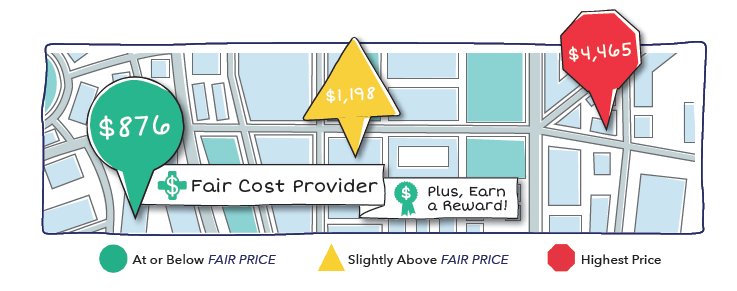 $4,465
$1,198
$876
$ Fair Cost Provider
$ Plus, Earn
a Reward!
At or Below FAIR PRICE
Slightly Above FAIR PRICE
Highest Price